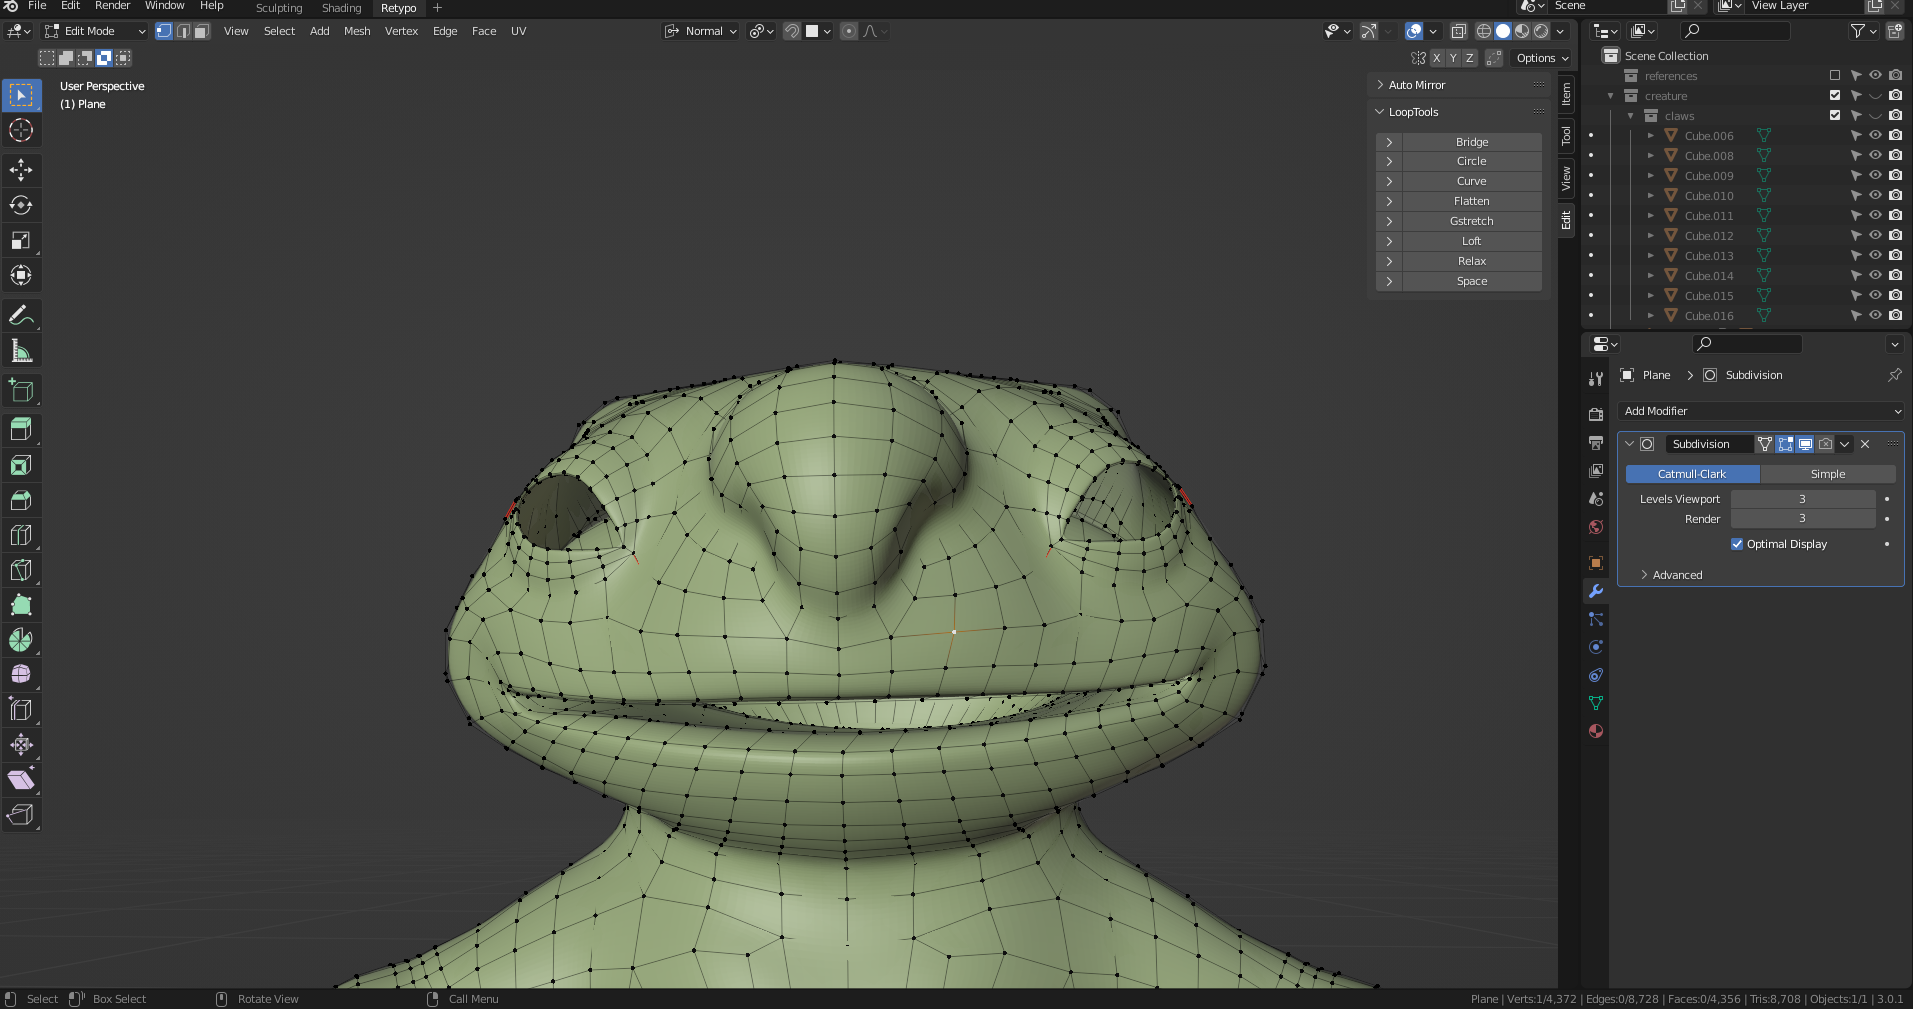 File Edit Render Window Help Sculpting Shading Retypo + Scene View Layer
Edit Mode View Select Add Mesh Vertex Edge Face UV Normal
X Y Z Options
User Perspective
(1) Plane
Auto Mirror
LoopTools
Bridge
Circle
Curve
Flatten
Gstretch
Loft
Relax
Space
Item
Tool
View
Edit
Scene Collection
references
creature
claws
Cube.006
Cube.008
Cube.009
Cube.010
Cube.011
Cube.012
Cube.013
Cube.014
Cube.015
Cube.016
Plane Subdivision
Add Modifier
Subdivision
Catmull-Clark Simple
Levels Viewport 3
Render 3
Optimal Display
Advanced
Select Box Select Rotate View Call Menu Plane | Verts:1/4,372 | Edges:0/8,728 | Faces:0/4,356 | Tris:8,708 | Objects:1/1 | 3.0.1